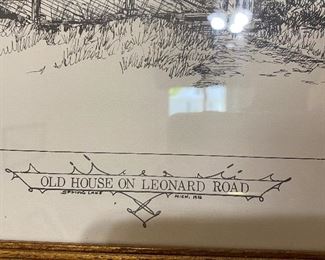 OLD HOUSE ON LEONARD ROAD
SPRING LAKE MICH.